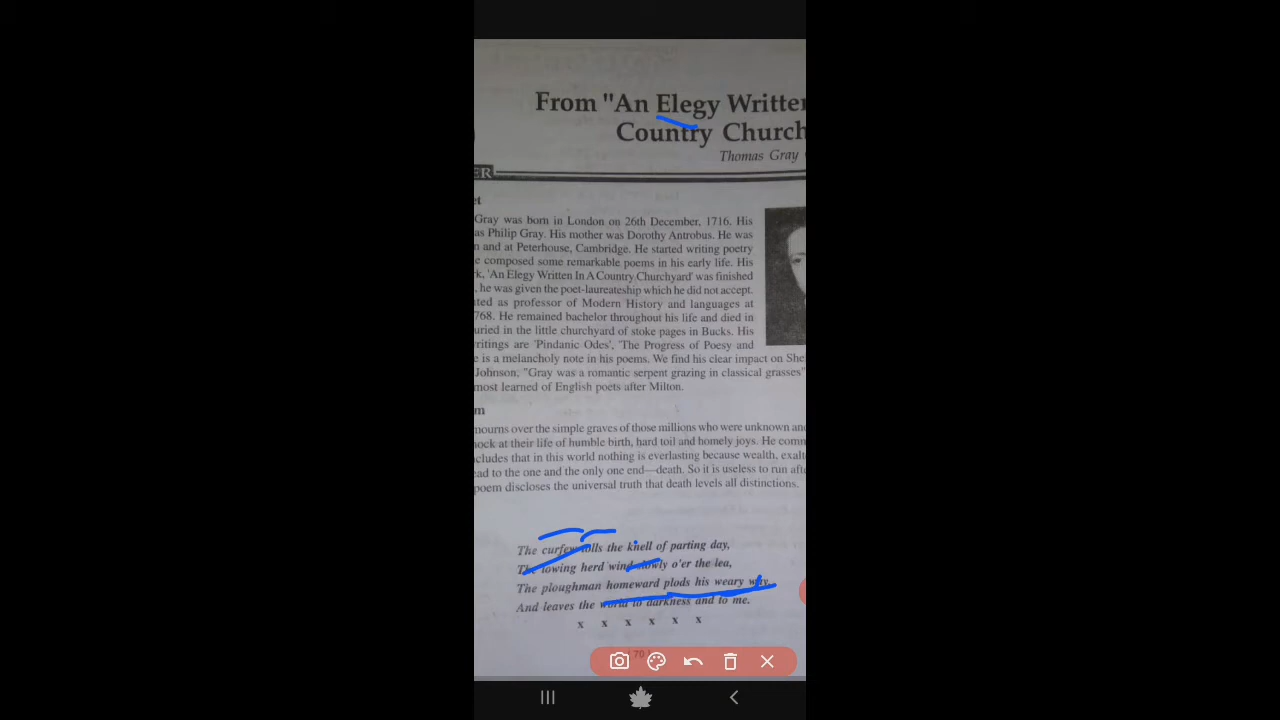 From "An Elegy Written
Country Church
Thomas Gray
ER
et
Gray was born in London on 26th December, 1716. His
as Philip Gray. His mother was Dorothy Antrobus. He was
n and at Peterhouse, Cambridge. He started writing poetry
e composed some remarkable poems in his early life. His
k, 'An Elegy Written In A Country Churchyard' was finished
, he was given the poet-laureateship which he did not accept.
ted as professor of Modern History and languages at
768. He remained bachelor throughout his life and died in
uried in the little churchyard of stoke pages in Bucks. His
ritings are 'Pindanic Odes', 'The Progress of Poesy and
e is a melancholy note in his poems. We find his clear impact on She
Johnson; "Gray was a romantic serpent grazing in classical grasses"
most learned of English poets after Milton.
m
nourns over the simple graves of those millions who were unknown and
nock at their life of humble birth, hard toil and homely joys. He comm
cludes that in this world nothing is everlasting because wealth, exalt
ad to the one and the only one end—death. So it is useless to run aft
poem discloses the universal truth that death levels all distinctions.
The curfew tolls the knell of parting day,
The lowing herd wind slowly o'er the lea,
The ploughman homeward plods his weary way,
And leaves the world to darkness and to me.
x x x x x x
70